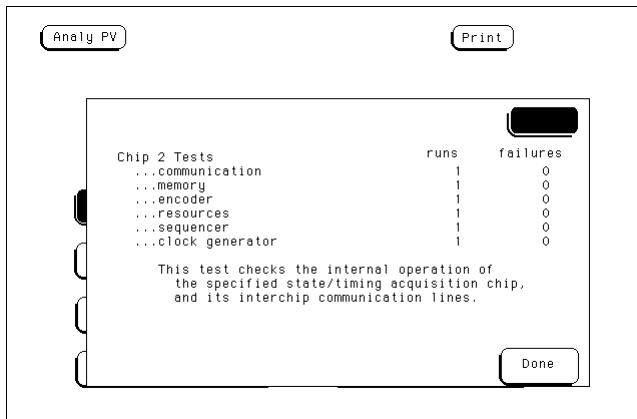 Analy PV Print
Chip 2 Tests runs failures
...communication 1 0
...memory 1 0
...encoder 1 0
...resources 1 0
...sequencer 1 0
...clock generator 1 0
This test checks the internal operation of
the specified state/timing acquisition chip,
and its interchip communication lines.
Done